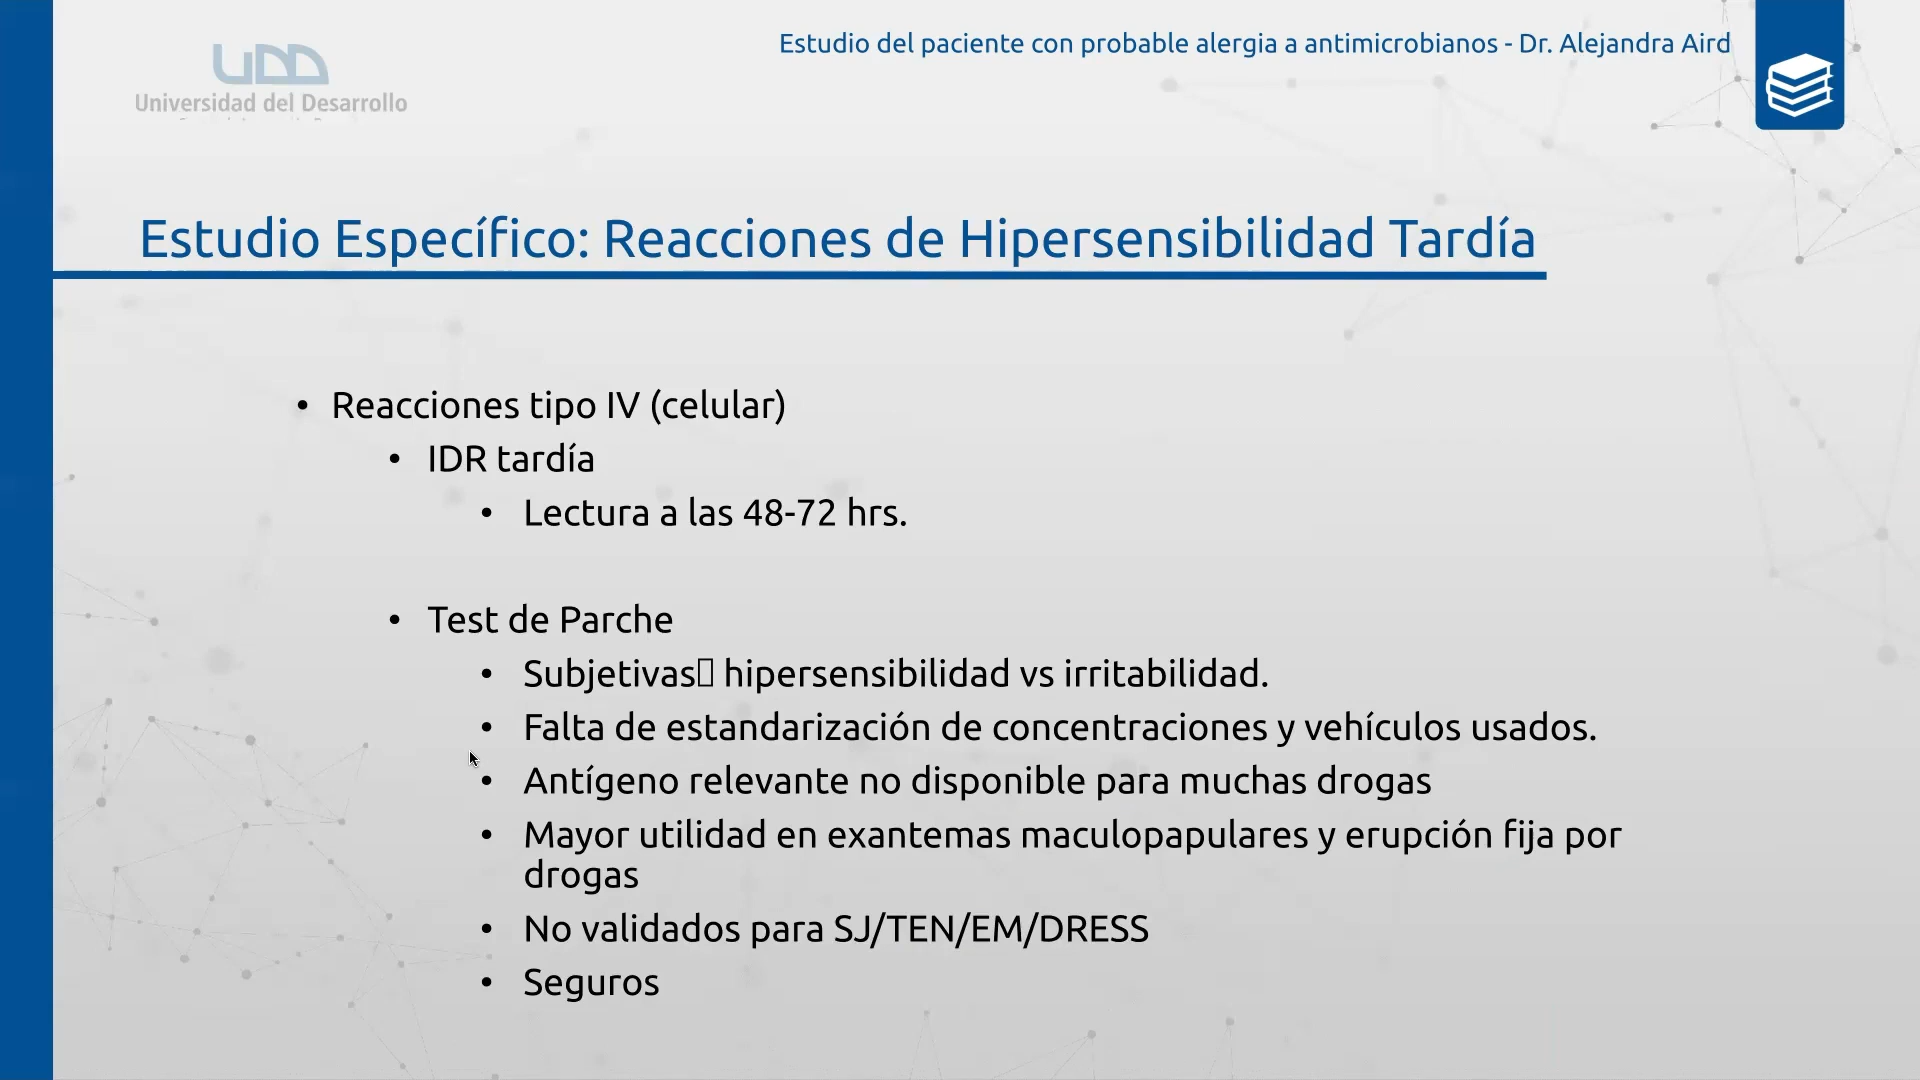 Estudio del paciente con probable alergia a antimicrobianos - Dr. Alejandra Aird
UDD
Universidad del Desarrollo
Estudio Específico: Reacciones de Hipersensibilidad Tardía
• Reacciones tipo IV (celular)
• IDR tardía
• Lectura a las 48-72 hrs.
• Test de Parche
• Subjetivas▯ hipersensibilidad vs irritabilidad.
• Falta de estandarización de concentraciones y vehículos usados.
• Antígeno relevante no disponible para muchas drogas
• Mayor utilidad en exantemas maculopapulares y erupción fija por
drogas
• No validados para SJ/TEN/EM/DRESS
• Seguros